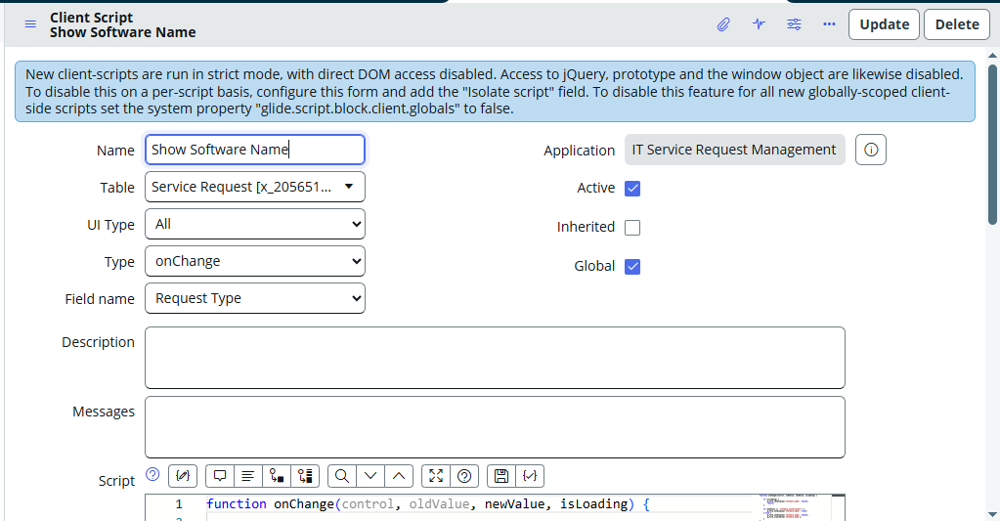 Client Script
Show Software Name
Update
Delete
New client-scripts are run in strict mode, with direct DOM access disabled. Access to jQuery, prototype and the window object are likewise disabled.
To disable this on a per-script basis, configure this form and add the "Isolate script" field. To disable this feature for all new globally-scoped client-
side scripts set the system property "glide.script.block.client.globals" to false.
Name
Show Software Name
Application
IT Service Request Management
Table
Service Request [x_205651...
Active
UI Type
All
Inherited
Type
onChange
Global
Field name
Request Type
Description
Messages
Script
1
function onChange(control, oldValue, newValue, isLoading) {